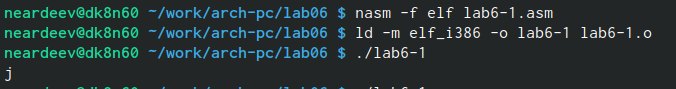 neardeev@dk8n60 ~/work/arch-pc/lab06 $ nasm -f elf lab6-1.asm
neardeev@dk8n60 ~/work/arch-pc/lab06 $ ld -m elf_i386 -o lab6-1 lab6-1.o
neardeev@dk8n60 ~/work/arch-pc/lab06 $ ./lab6-1
j